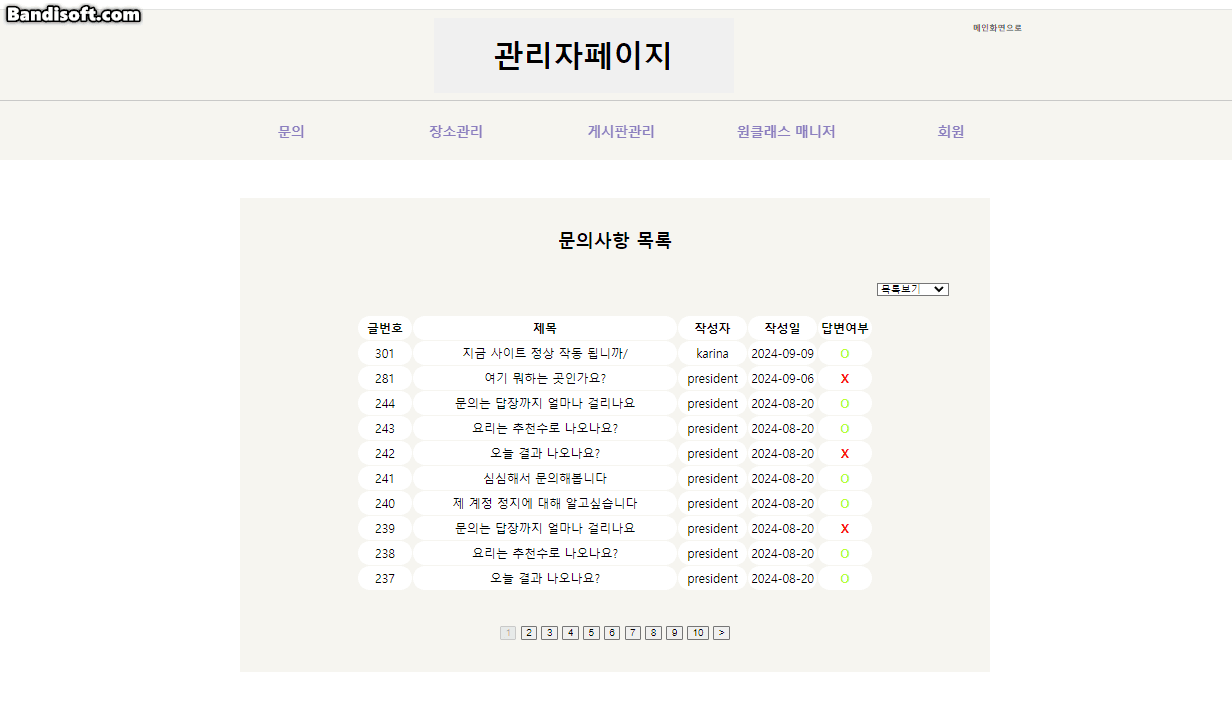 Bandisoft.com
메인화면으로
관리자페이지
문의 장소관리 게시판관리 원클래스 매니저 회원
문의사항 목록
목록보기
글번호 제목 작성자 작성일 답변여부
301 지금 사이트 정상 작동 됩니까/ karina 2024-09-09 O
281 여기 뭐하는 곳인가요? president 2024-09-06 X
244 문의는 답장까지 얼마나 걸리나요 president 2024-08-20 O
243 요리는 추천수로 나오나요? president 2024-08-20 O
242 오늘 결과 나오나요? president 2024-08-20 X
241 심심해서 문의해봅니다 president 2024-08-20 O
240 제 계정 정지에 대해 알고싶습니다 president 2024-08-20 O
239 문의는 답장까지 얼마나 걸리나요 president 2024-08-20 X
238 요리는 추천수로 나오나요? president 2024-08-20 O
237 오늘 결과 나오나요? president 2024-08-20 O
1 2 3 4 5 6 7 8 9 10 >